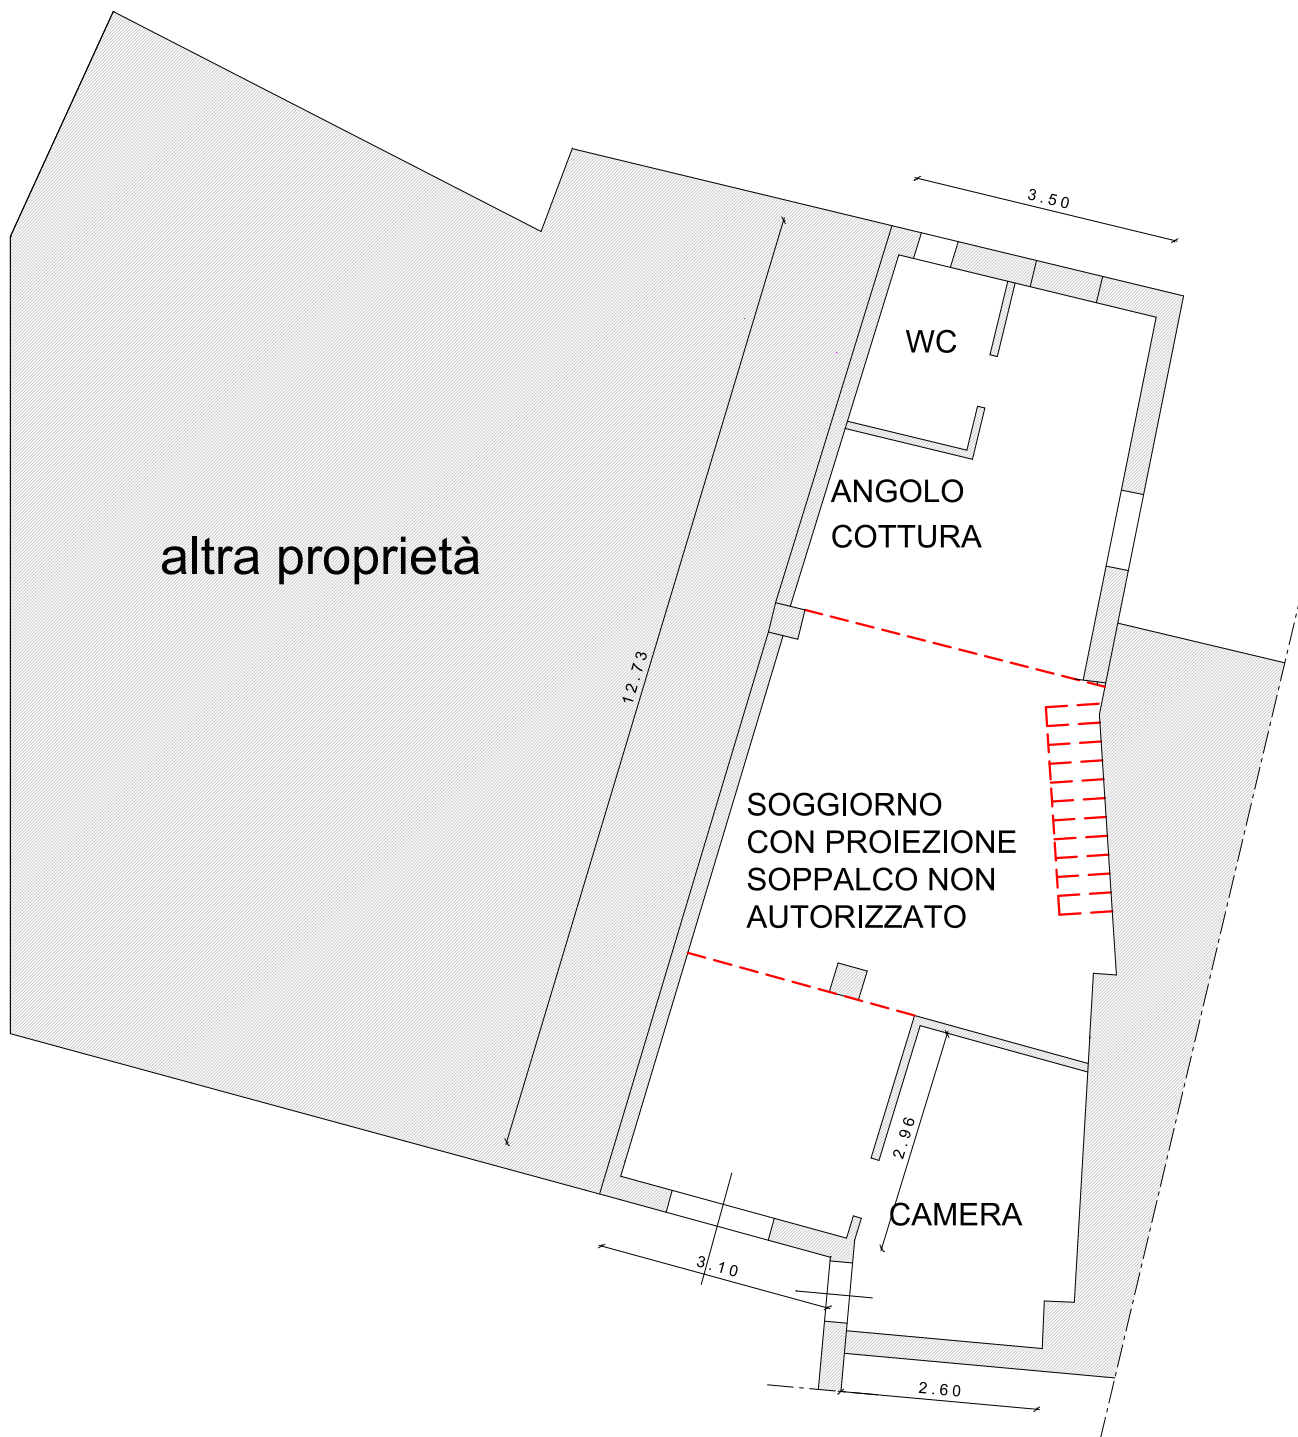 3.50
WC
ANGOLO
COTTURA
altra proprietà
12.73
SOGGIORNO
CON PROIEZIONE
SOPPALCO NON
AUTORIZZATO
2.96
CAMERA
3.10
2.60